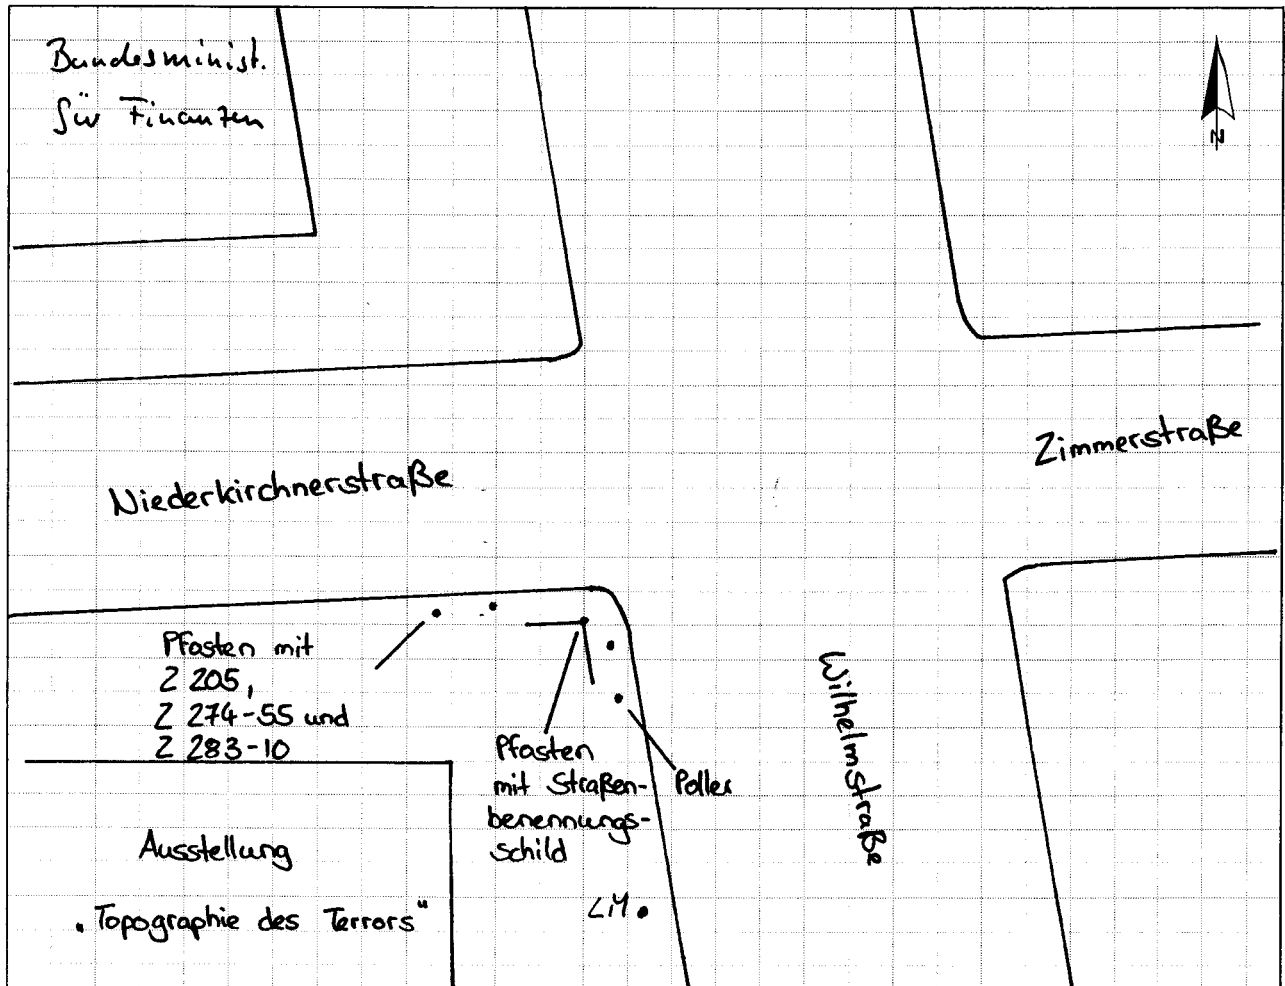 Bundesminist.
für Finanzen
N
Zimmerstraße
Niederkirchnerstraße
Pfosten mit
Z 205,
Z 274-55 und
Z 283-10
Pfosten
mit Straßen-
benennungs-
schild
Poller
Wilhelmstraße
Ausstellung
"Topographie des Terrors"
LM